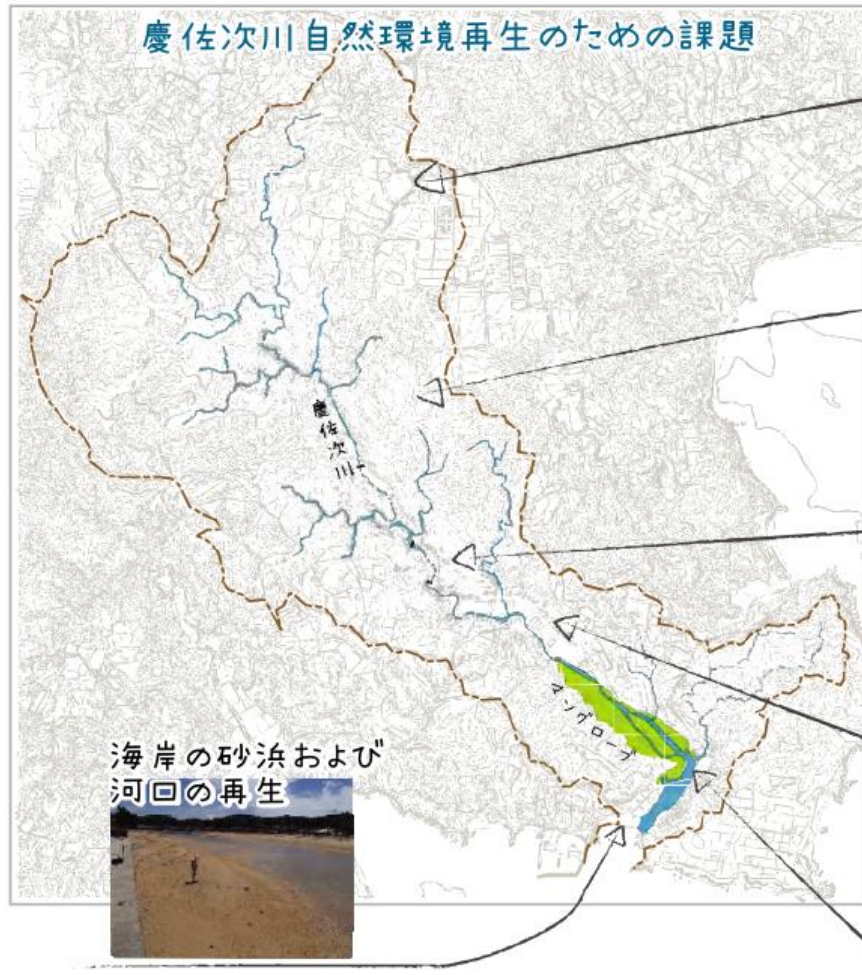 慶佐次川自然環境再生のための課題
慶佐次川
マングローブ
海岸の砂浜および
河口の再生